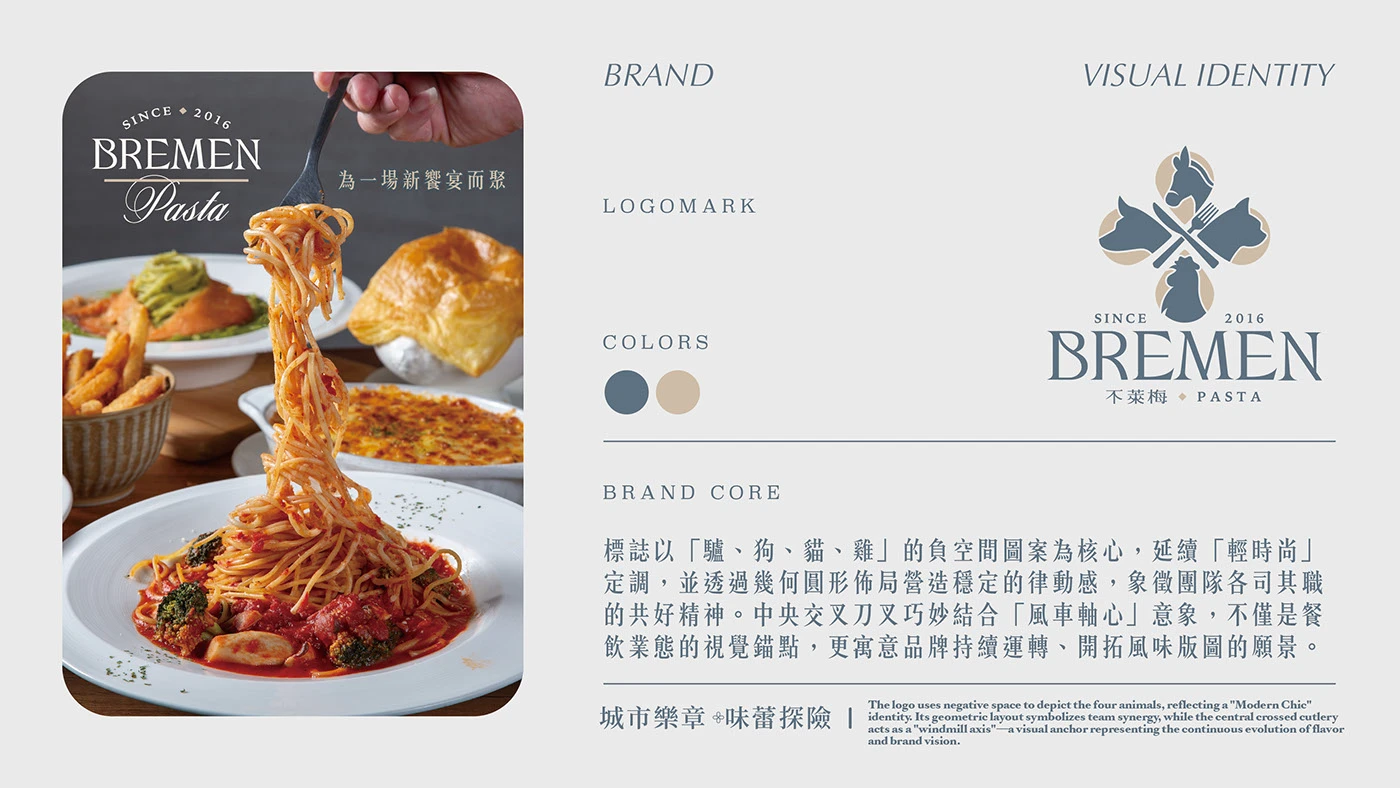 SINCE ◆ 2016
BREMEN
Pasta
為一場新饗宴而聚
BRAND
VISUAL IDENTITY
LOGOMARK
COLORS
SINCE 2016
BREMEN
不萊梅 ◆ PASTA
BRAND CORE
標誌以「驢、狗、貓、雞」的負空間圖案為核心，延續「輕時尚」
定調，並透過幾何圓形佈局營造穩定的律動感，象徵團隊各司其職
的共好精神。中央交叉刀叉巧妙結合「風車軸心」意象，不僅是餐
飲業態的視覺錨點，更寓意品牌持續運轉、開拓風味版圖的願景。
城市樂章 味蕾探險
The logo uses negative space to depict the four animals, reflecting a "Modern Chic"
identity. Its geometric layout symbolizes team synergy, while the central crossed cutlery
acts as a "windmill axis"—a visual anchor representing the continuous evolution of flavor
and brand vision.